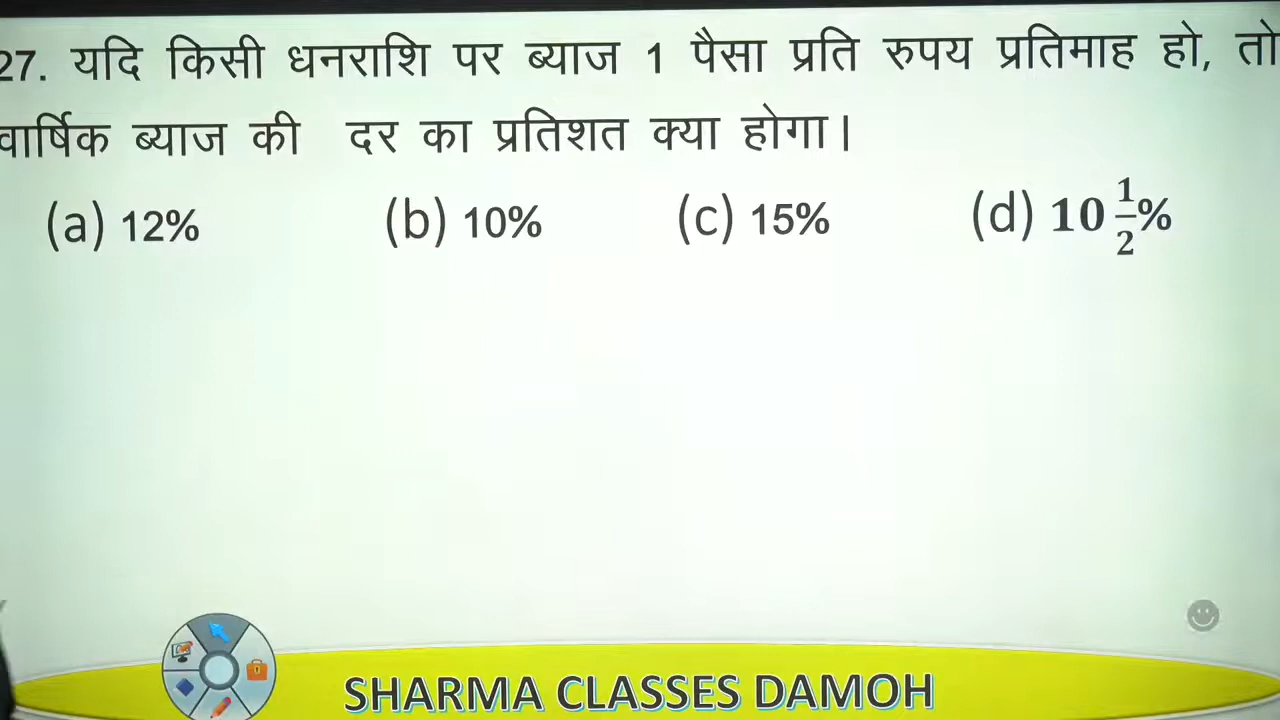 27. यदि किसी धनराशि पर ब्याज 1 पैसा प्रति रुपय प्रतिमाह हो, तो
वार्षिक ब्याज की दर का प्रतिशत क्या होगा।
(a) 12% (b) 10% (c) 15% (d) 10 1/2%
SHARMA CLASSES DAMOH